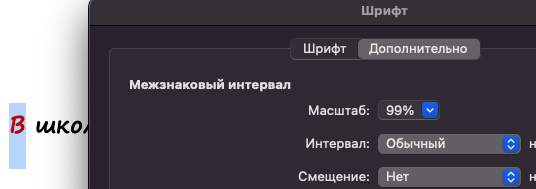 Шрифт
Шрифт Дополнительно
Межзнаковый интервал
Масштаб: 99%
В
Интервал: Обычный
Смещение: Нет